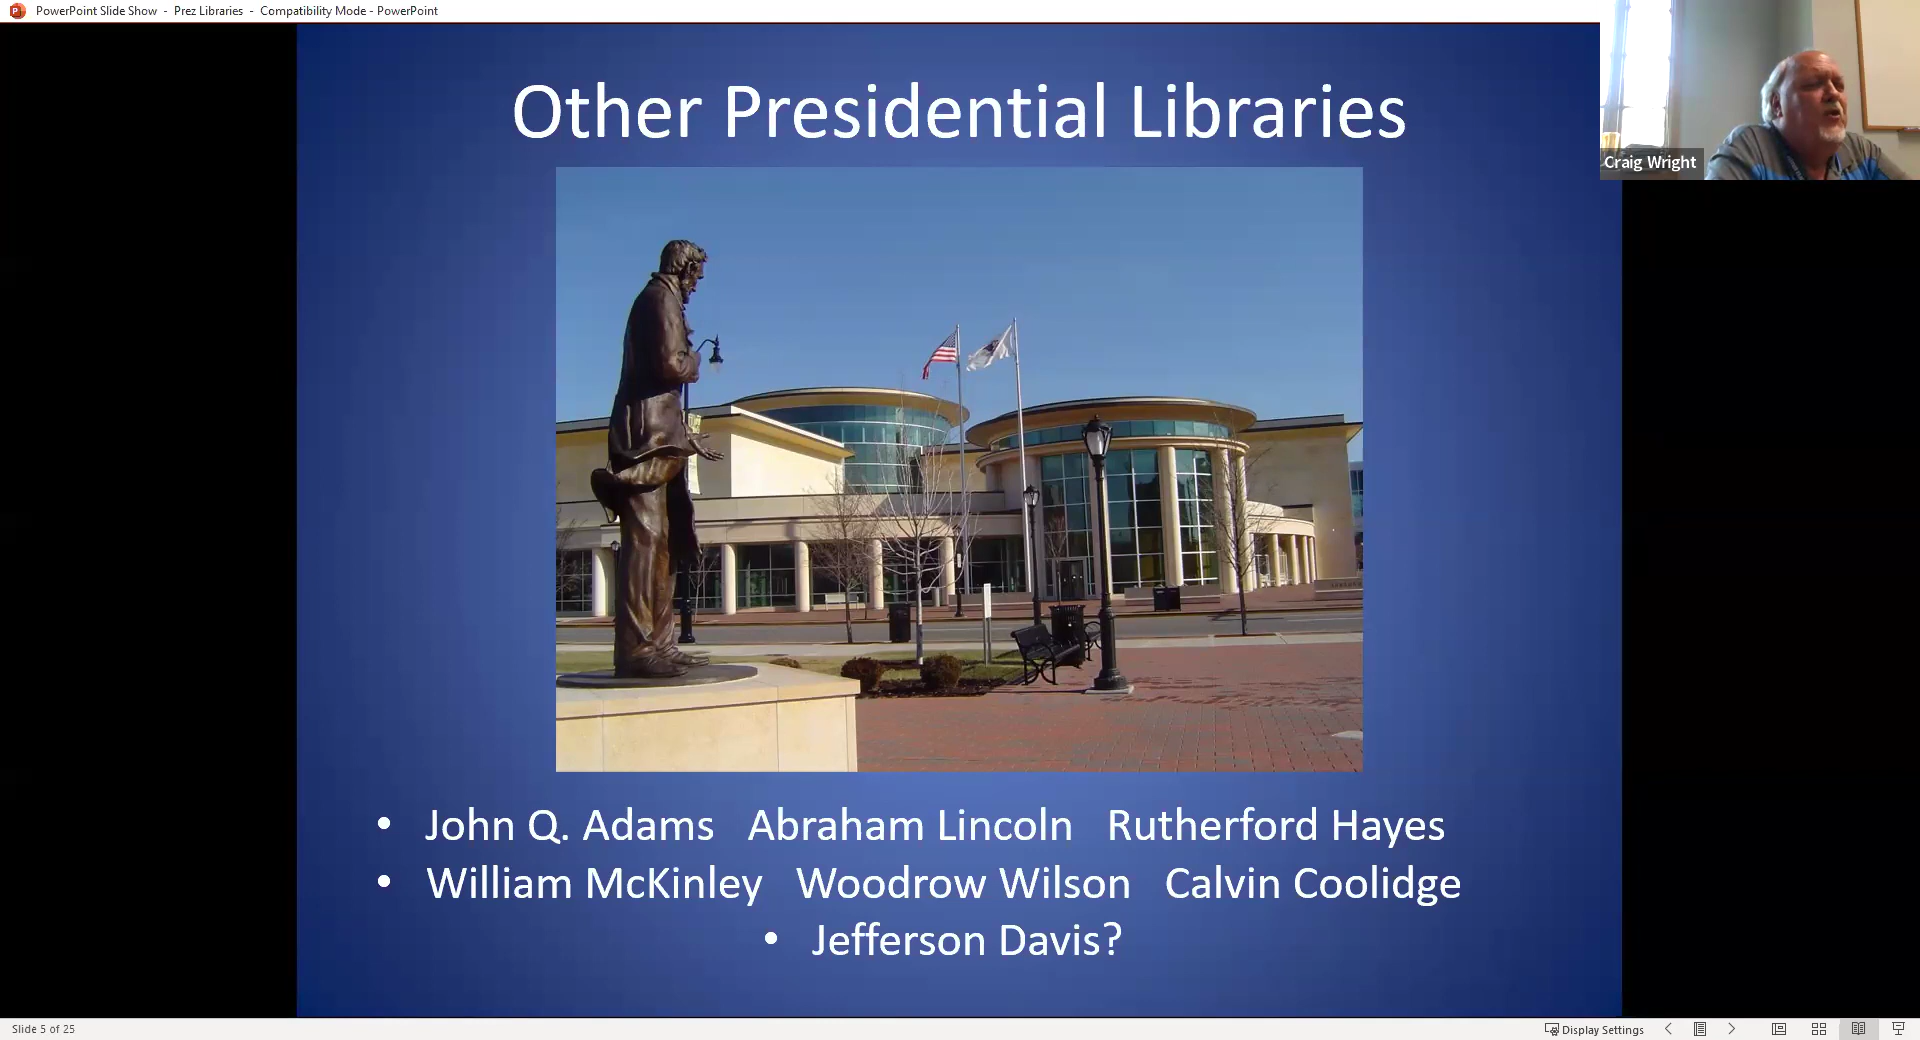 PowerPoint Slide Show - Prez Libraries - Compatibility Mode - PowerPoint
Other Presidential Libraries
Craig Wright
• John Q. Adams Abraham Lincoln Rutherford Hayes
• William McKinley Woodrow Wilson Calvin Coolidge
• Jefferson Davis?
Slide 5 of 25
Display Settings